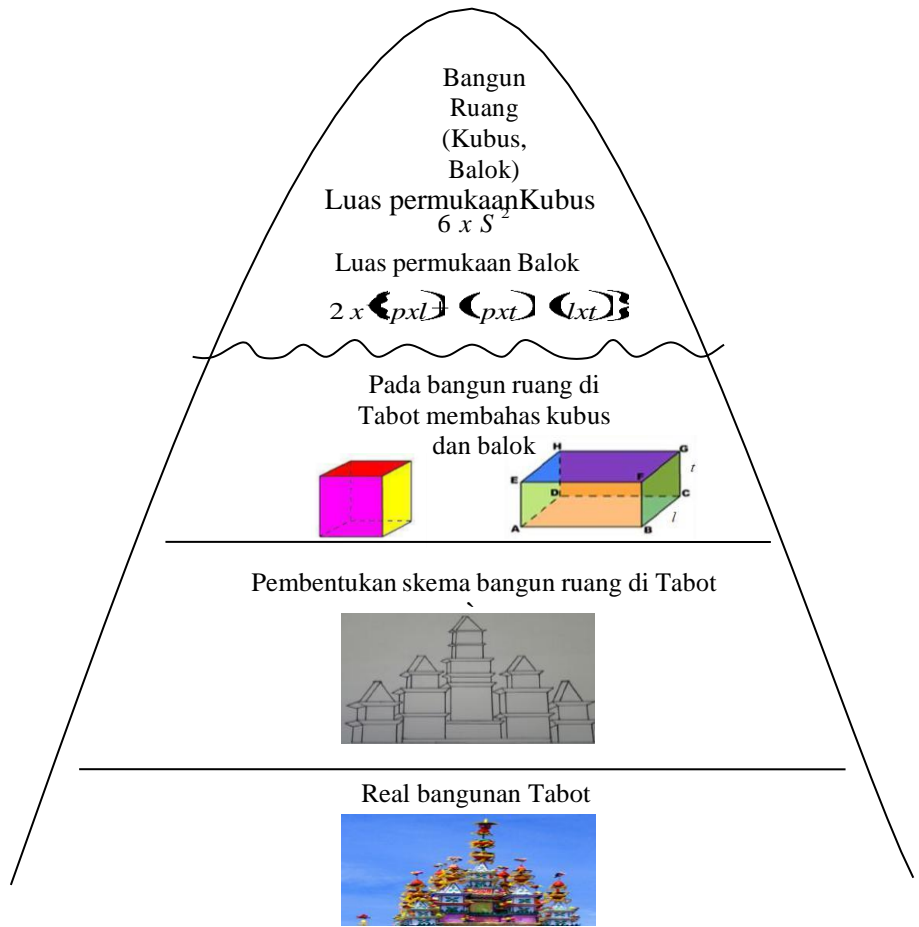 Bangun
Ruang
(Kubus,
Balok)
Luas permukaanKubus
6 x S 2
Luas permukaan Balok
2 x {(pxl)+ (pxt) (lxt)}
Pada bangun ruang di
Tabot membahas kubus
dan balok
H G
E F t
D C
A B l
Pembentukan skema bangun ruang di Tabot
`
Real bangunan Tabot